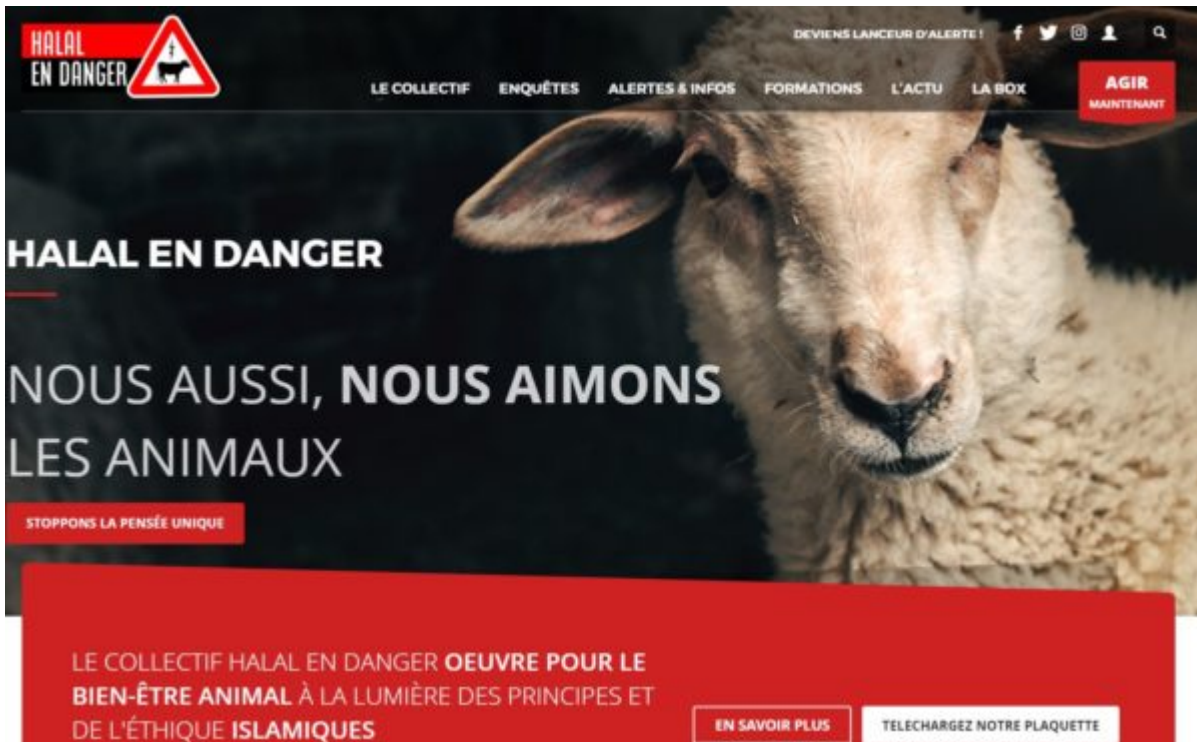 HALAL
EN DANGER
DEVIENS LANCEUR D'ALERTE !
LE COLLECTIF ENQUÊTES ALERTES & INFOS FORMATIONS L'ACTU LA BOX
AGIR
MAINTENANT
HALAL EN DANGER
NOUS AUSSI, NOUS AIMONS
LES ANIMAUX
STOPPONS LA PENSÉE UNIQUE
LE COLLECTIF HALAL EN DANGER OEUVRE POUR LE
BIEN-ÊTRE ANIMAL À LA LUMIÈRE DES PRINCIPES ET
DE L'ÉTHIQUE ISLAMIQUES
EN SAVOIR PLUS
TELECHARGEZ NOTRE PLAQUETTE